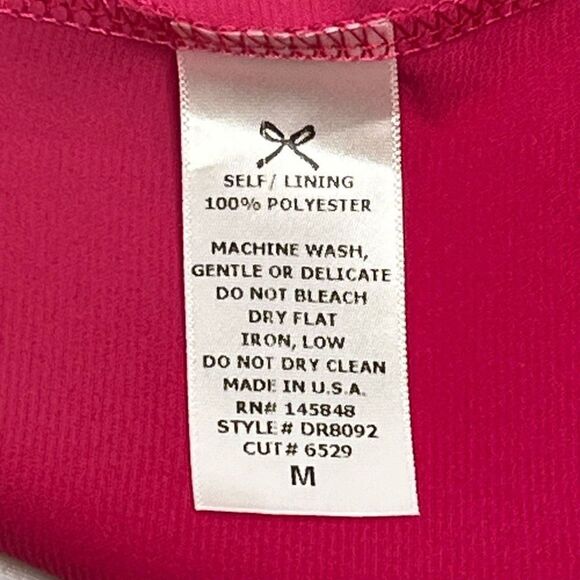 SELF/ LINING
100% POLYESTER
MACHINE WASH,
GENTLE OR DELICATE
DO NOT BLEACH
DRY FLAT
IRON, LOW
DO NOT DRY CLEAN
MADE IN U.S.A.
RN# 145848
STYLE# DR8092
CUT# 6529
M